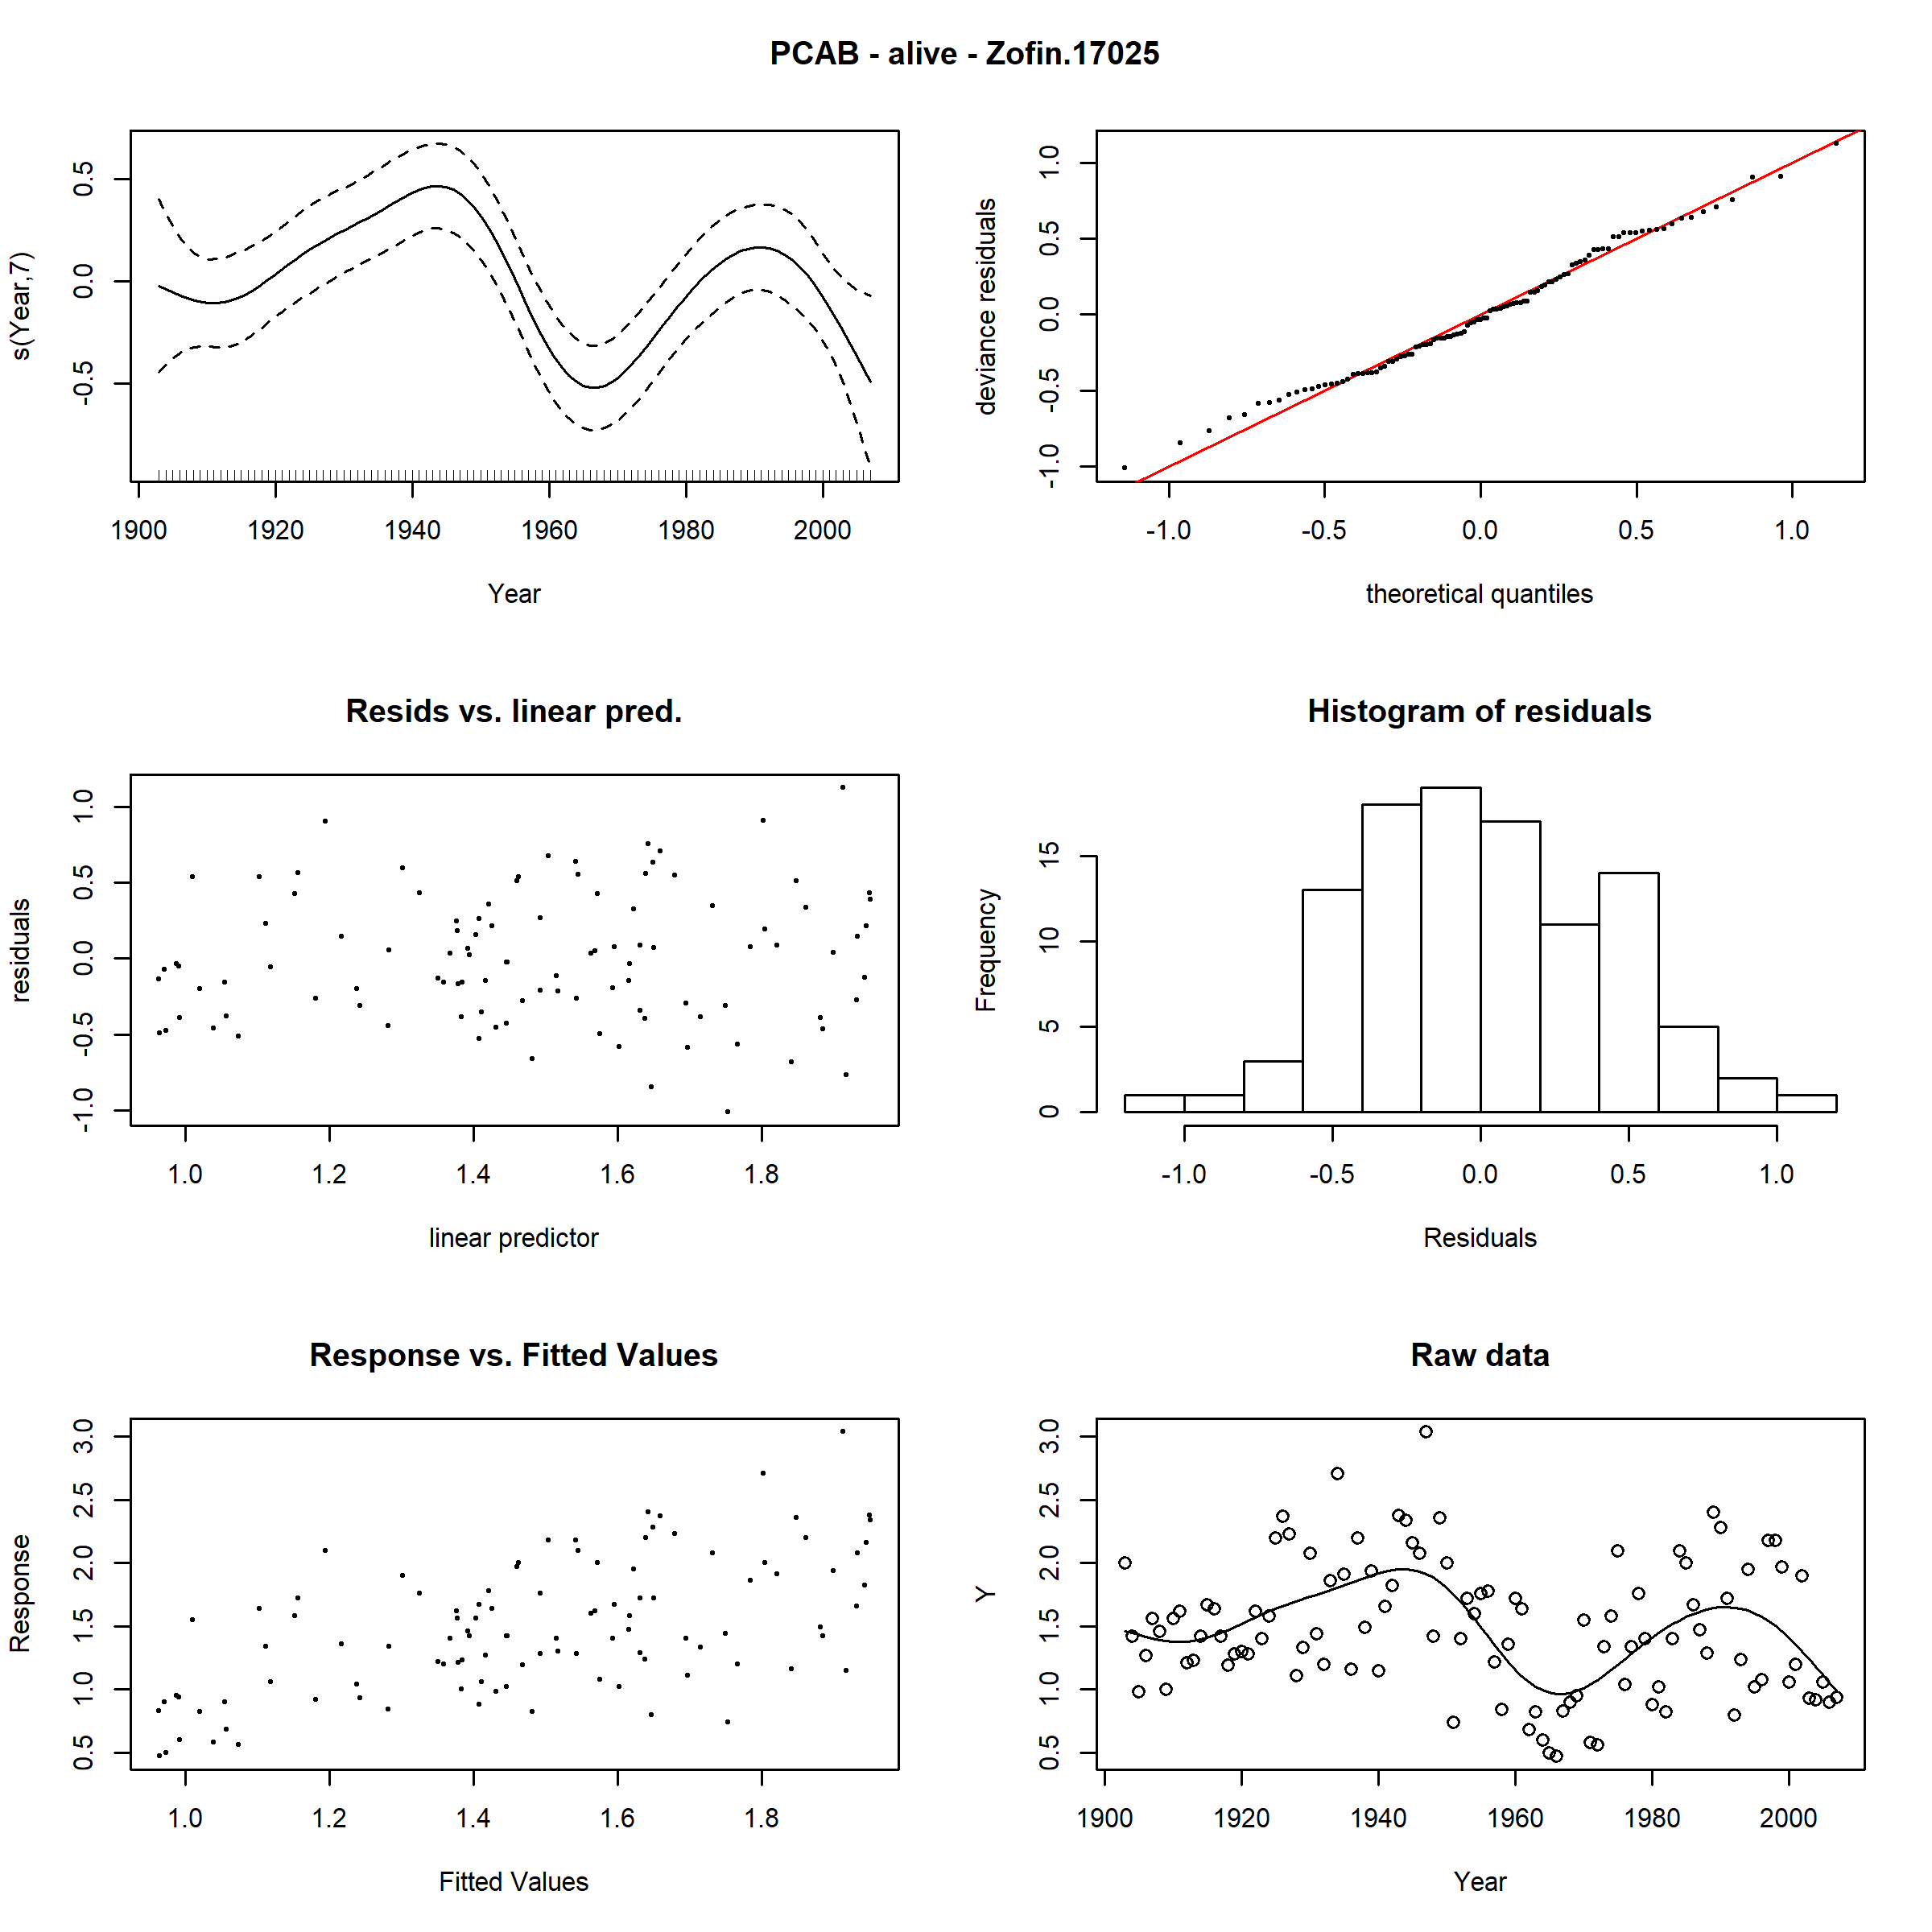 PCAB - alive - Zofin.17025
s(Year,7)
0.5
0.0
-0.5
1900 1920 1940 1960 1980 2000
Year
deviance residuals
1.0
0.5
0.0
-0.5
-1.0
-1.0 -0.5 0.0 0.5 1.0
theoretical quantiles
Resids vs. linear pred.
residuals
1.0
0.5
0.0
-0.5
-1.0
1.0 1.2 1.4 1.6 1.8
linear predictor
Histogram of residuals
Frequency
15
10
5
0
-1.0 -0.5 0.0 0.5 1.0
Residuals
Response vs. Fitted Values
Response
3.0
2.5
2.0
1.5
1.0
0.5
1.0 1.2 1.4 1.6 1.8
Fitted Values
Raw data
Y
3.0
2.5
2.0
1.5
1.0
0.5
1900 1920 1940 1960 1980 2000
Year